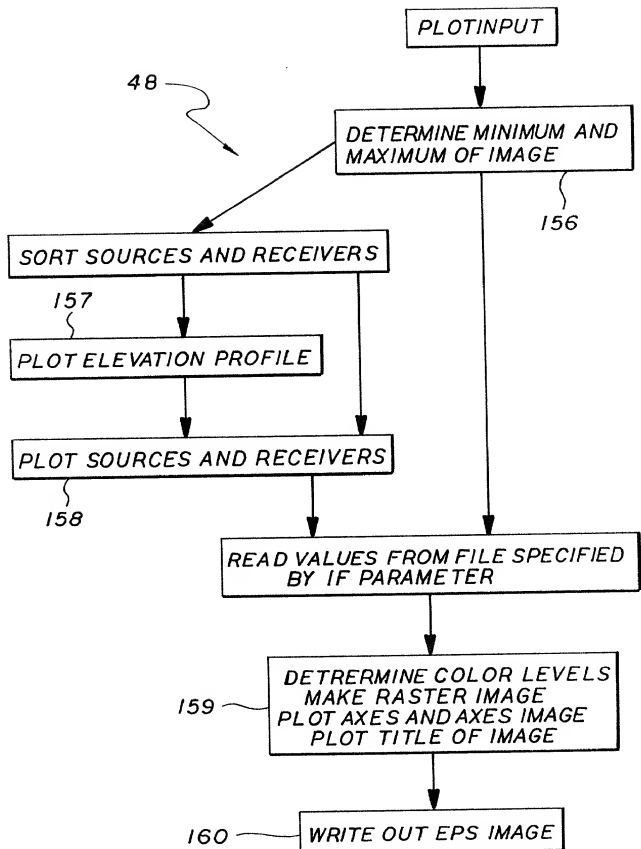 PLOTINPUT
48
DETERMINE MINIMUM AND
MAXIMUM OF IMAGE
156
SORT SOURCES AND RECEIVERS
157
PLOT ELEVATION PROFILE
PLOT SOURCES AND RECEIVERS
158
READ VALUES FROM FILE SPECIFIED
BY IF PARAMETER
DETRERMINE COLOR LEVELS
MAKE RASTER IMAGE
159
PLOT AXES AND AXES IMAGE
PLOT TITLE OF IMAGE
160
WRITE OUT EPS IMAGE